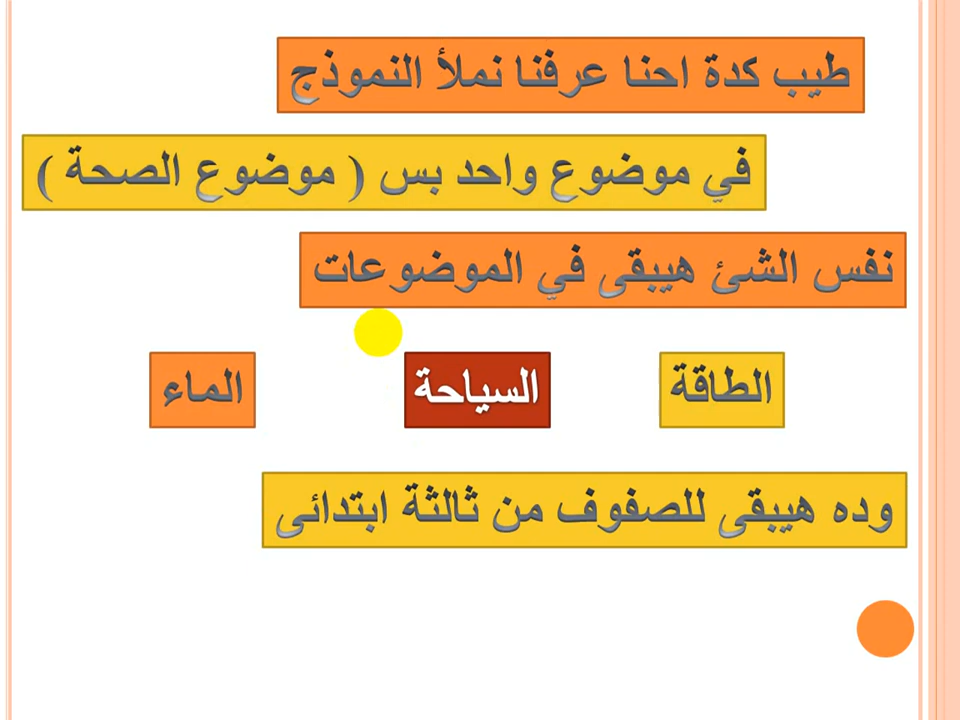 طيب كدة احنا عرفنا نملأ النموذج
في موضوع واحد بس ( موضوع الصحة )
نفس الشئ هيبقى في الموضوعات
الطاقة
السياحة
الماء
وده هيبقى للصفوف من ثالثة ابتدائى